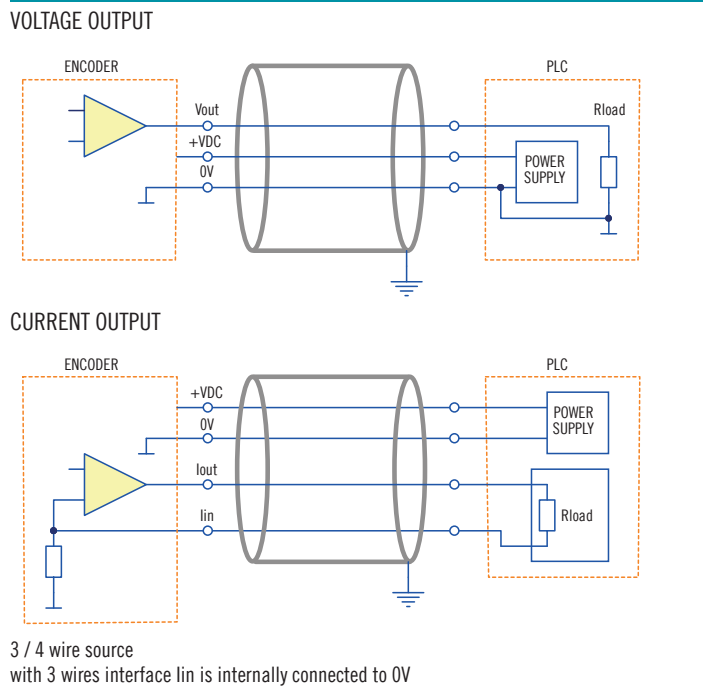 VOLTAGE OUTPUT
ENCODER
PLC
Vout
Rload
+VDC
POWER
SUPPLY
0V
CURRENT OUTPUT
ENCODER
PLC
+VDC
POWER
SUPPLY
0V
Iout
Iin
Rload
3 / 4 wire source
with 3 wires interface Iin is internally connected to 0V